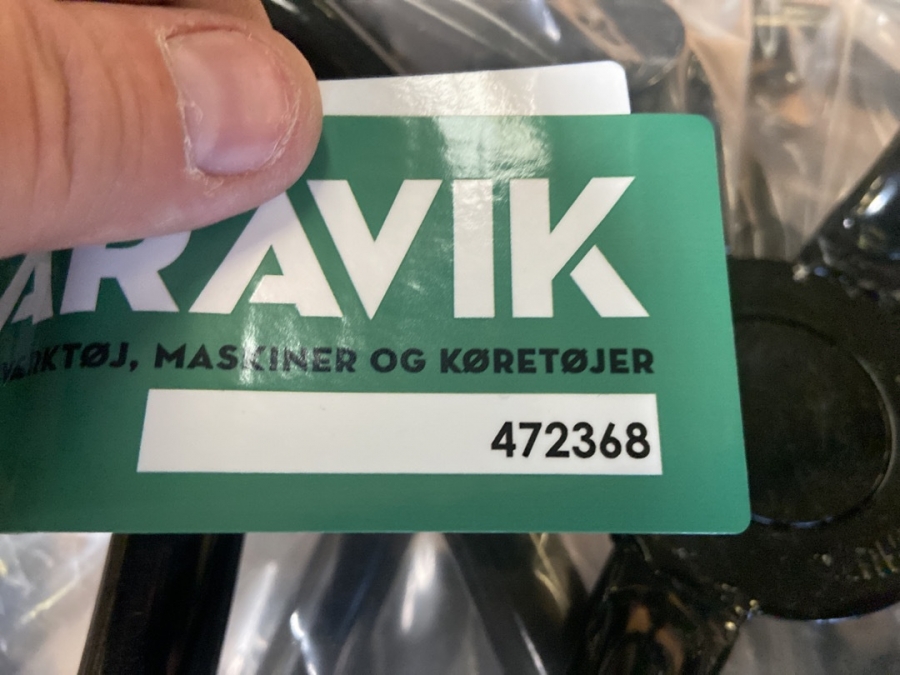 ARAVIK
VÆRKTØJ, MASKINER OG KØRETØJER
472368